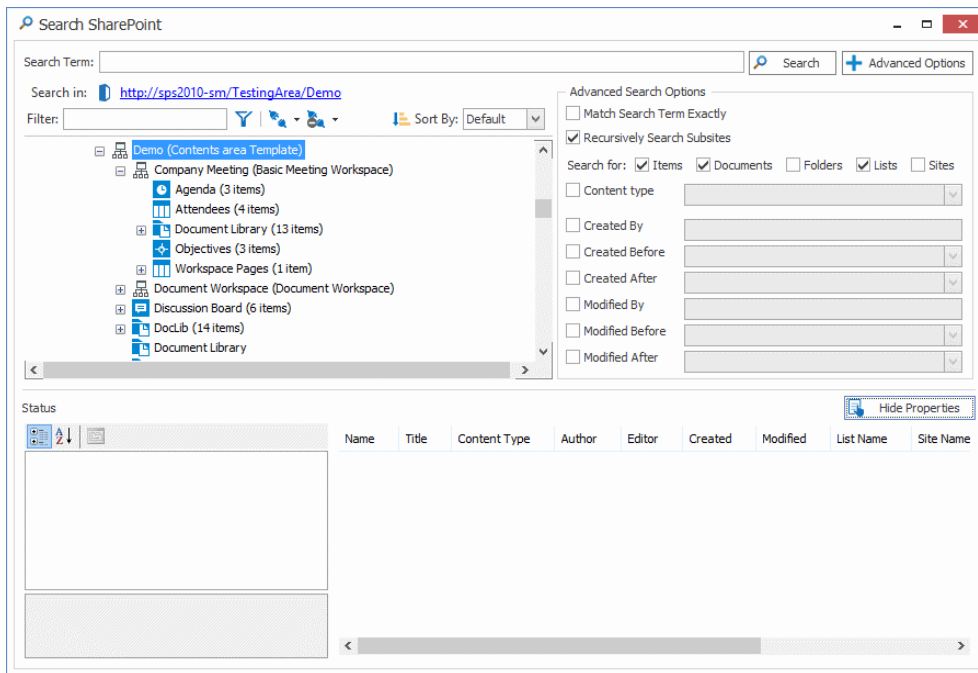 Search SharePoint
Search Term:
Search
Advanced Options
Search in: http://sps2010-sm/TestingArea/Demo
Filter:
Sort By: Default
Demo (Contents area Template)
Company Meeting (Basic Meeting Workspace)
Agenda (3 items)
Attendees (4 items)
Document Library (13 items)
Objectives (3 items)
Workspace Pages (1 item)
Document Workspace (Document Workspace)
Discussion Board (6 items)
DocLib (14 items)
Document Library
Advanced Search Options
Match Search Term Exactly
Recursively Search Subsites
Search for: Items Documents Folders Lists Sites
Content type
Created By
Created Before
Created After
Modified By
Modified Before
Modified After
Status
Hide Properties
Name Title Content Type Author Editor Created Modified List Name Site Name